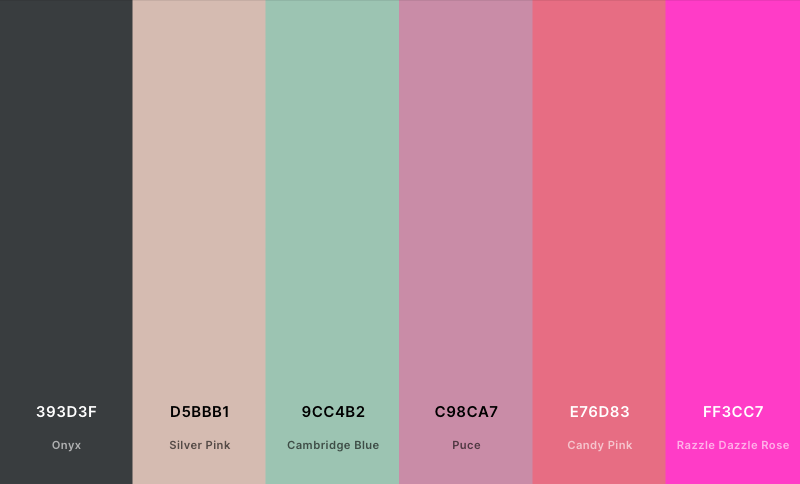 393D3F
Onyx
D5BBB1
Silver Pink
9CC4B2
Cambridge Blue
C98CA7
Puce
E76D83
Candy Pink
FF3CC7
Razzle Dazzle Rose